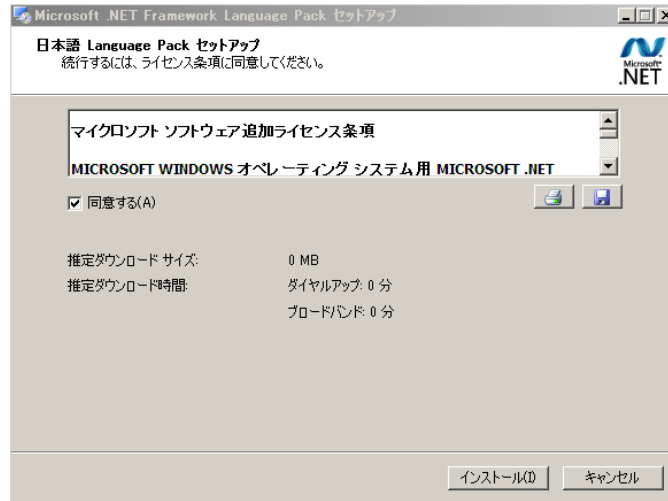 Microsoft .NET Framework Language Pack セットアップ
日本語 Language Pack セットアップ
続行するには、ライセンス条項に同意してください。
Microsoft
.NET
マイクロソフト ソフトウェア追加ライセンス条項
MICROSOFT WINDOWS オペレーティング システム用 MICROSOFT .NET
同意する(A)
推定ダウンロード サイズ: 0 MB
推定ダウンロード時間: ダイヤルアップ: 0 分
ブロードバンド: 0 分
インストール(I) キャンセル